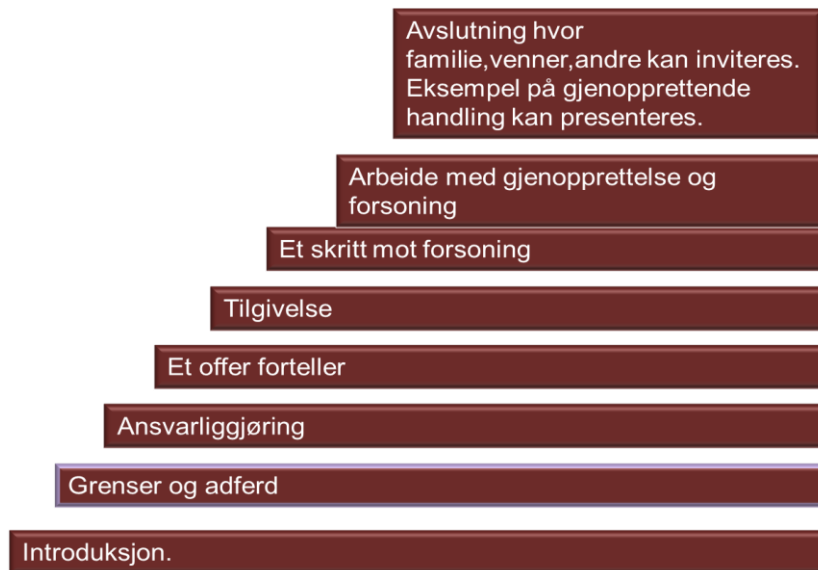 Avslutning hvor
familie,venner,andre kan inviteres.
Eksempel på gjenopprettende
handling kan presenteres.
Arbeide med gjenopprettelse og
forsoning
Et skritt mot forsoning
Tilgivelse
Et offer forteller
Ansvarliggjøring
Grenser og adferd
Introduksjon.